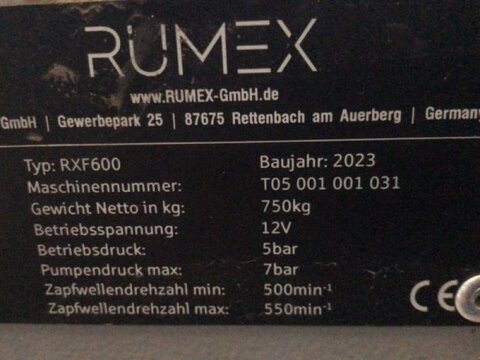 RUMEX
www.RUMEX-GmbH.de
GmbH | Gewerbepark 25 | 87675 Rettenbach am Auerberg | Germany
Typ: RXF600 Baujahr: 2023
Maschinennummer: T05 001 001 031
Gewicht Netto in kg: 750kg
Betriebsspannung: 12V
Betriebsdruck: 5bar
Pumpendruck max: 7bar
Zapfwellendrehzahl min: 500min⁻¹
Zapfwellendrehzahl max: 550min⁻¹
CE